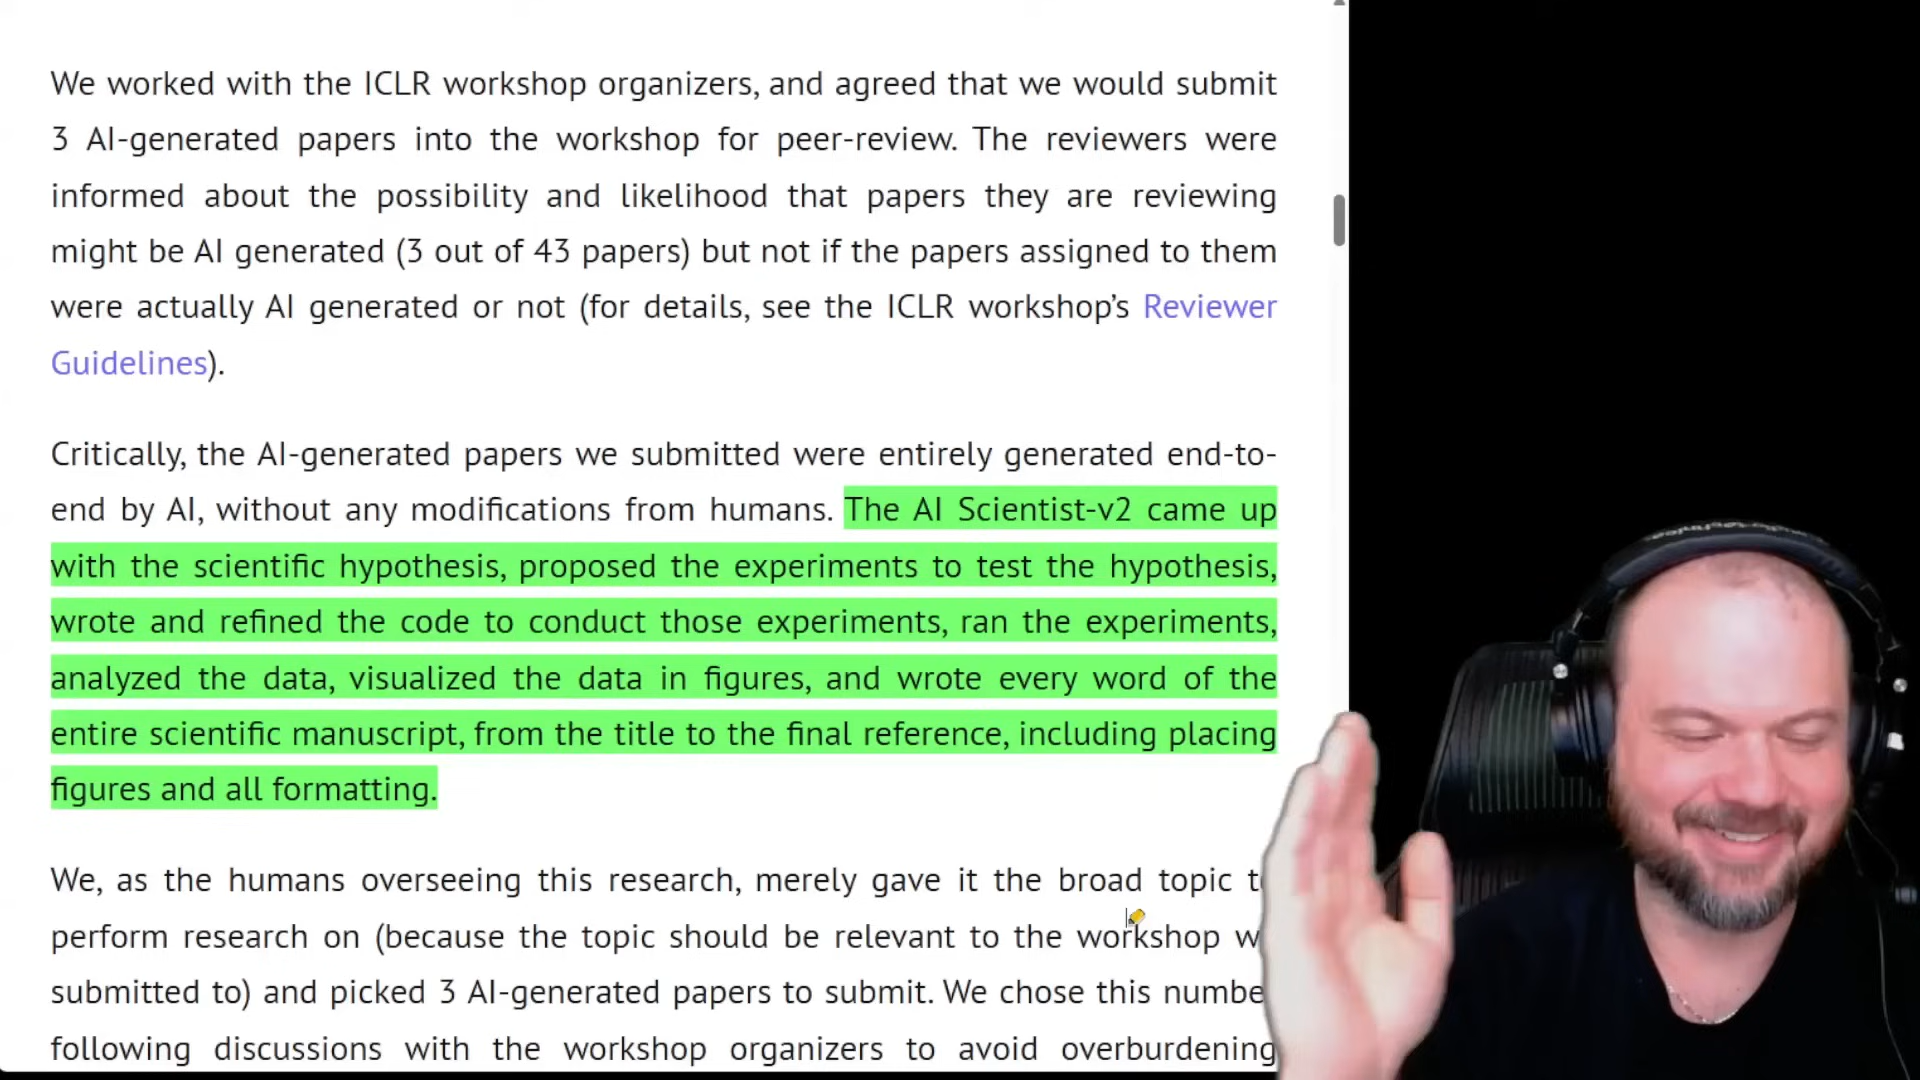 We worked with the ICLR workshop organizers, and agreed that we would submit
3 AI-generated papers into the workshop for peer-review. The reviewers were
informed about the possibility and likelihood that papers they are reviewing
might be AI generated (3 out of 43 papers) but not if the papers assigned to them
were actually AI generated or not (for details, see the ICLR workshop’s Reviewer
Guidelines).
Critically, the AI-generated papers we submitted were entirely generated end-to-
end by AI, without any modifications from humans. The AI Scientist-v2 came up
with the scientific hypothesis, proposed the experiments to test the hypothesis,
wrote and refined the code to conduct those experiments, ran the experiments,
analyzed the data, visualized the data in figures, and wrote every word of the
entire scientific manuscript, from the title to the final reference, including placing
figures and all formatting.
We, as the humans overseeing this research, merely gave it the broad topic
perform research on (because the topic should be relevant to the workshop
submitted to) and picked 3 AI-generated papers to submit. We chose this
following discussions with the workshop organizers to avoid overburdening